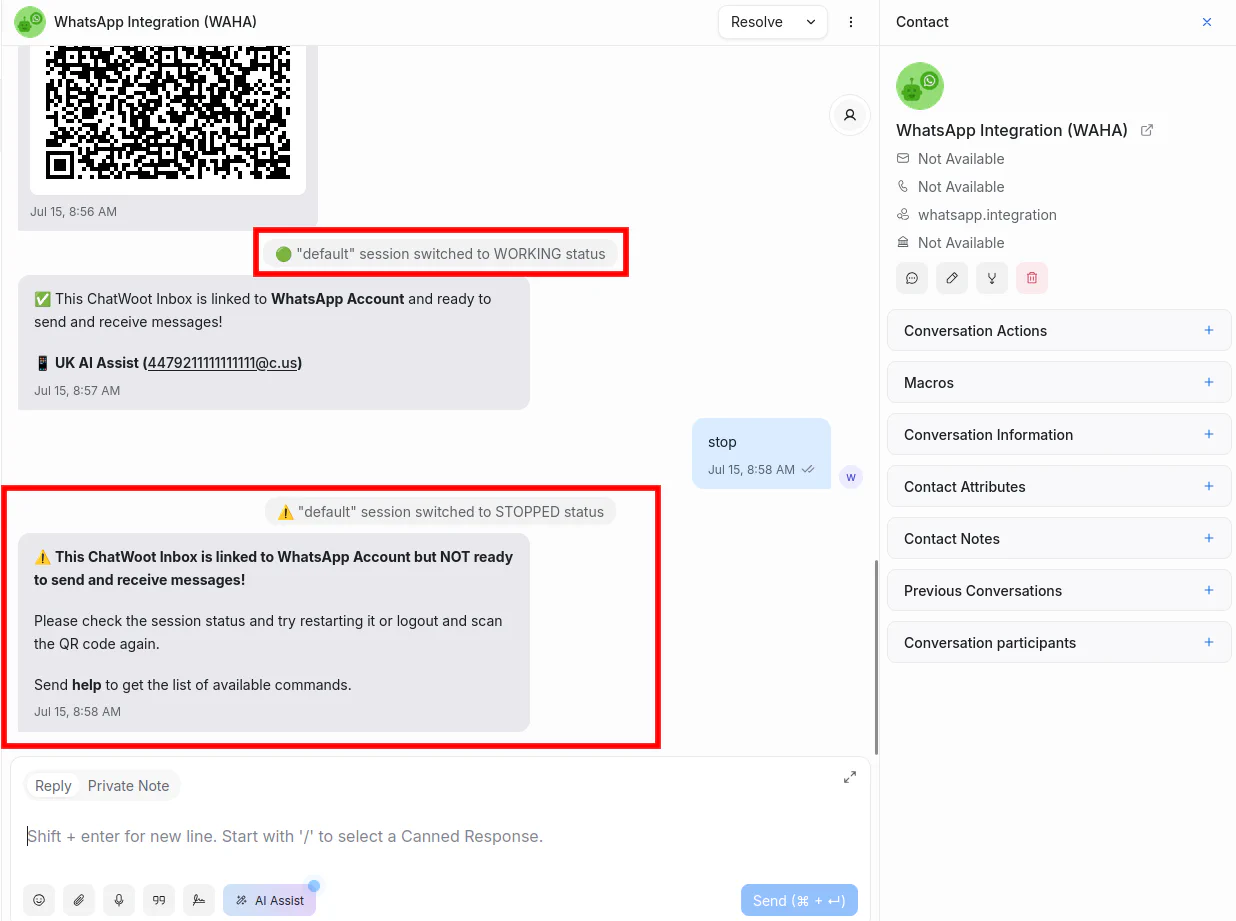 WhatsApp Integration (WAHA)
Resolve
Jul 15, 8:56 AM
🟢 "default" session switched to WORKING status
✅ This ChatWoot Inbox is linked to WhatsApp Account and ready to
send and receive messages!
📱 UK AI Assist (4479211111111111@c.us)
Jul 15, 8:57 AM
stop
Jul 15, 8:58 AM
W
⚠️ "default" session switched to STOPPED status
⚠️ This ChatWoot Inbox is linked to WhatsApp Account but NOT ready
to send and receive messages!
Please check the session status and try restarting it or logout and scan
the QR code again.
Send help to get the list of available commands.
Jul 15, 8:58 AM
Reply Private Note
Shift + enter for new line. Start with '/' to select a Canned Response.
AI Assist
Send (⌘ + ↵)
Contact
WhatsApp Integration (WAHA)
Not Available
Not Available
whatsapp.integration
Not Available
Conversation Actions +
Macros +
Conversation Information +
Contact Attributes +
Contact Notes +
Previous Conversations +
Conversation participants +